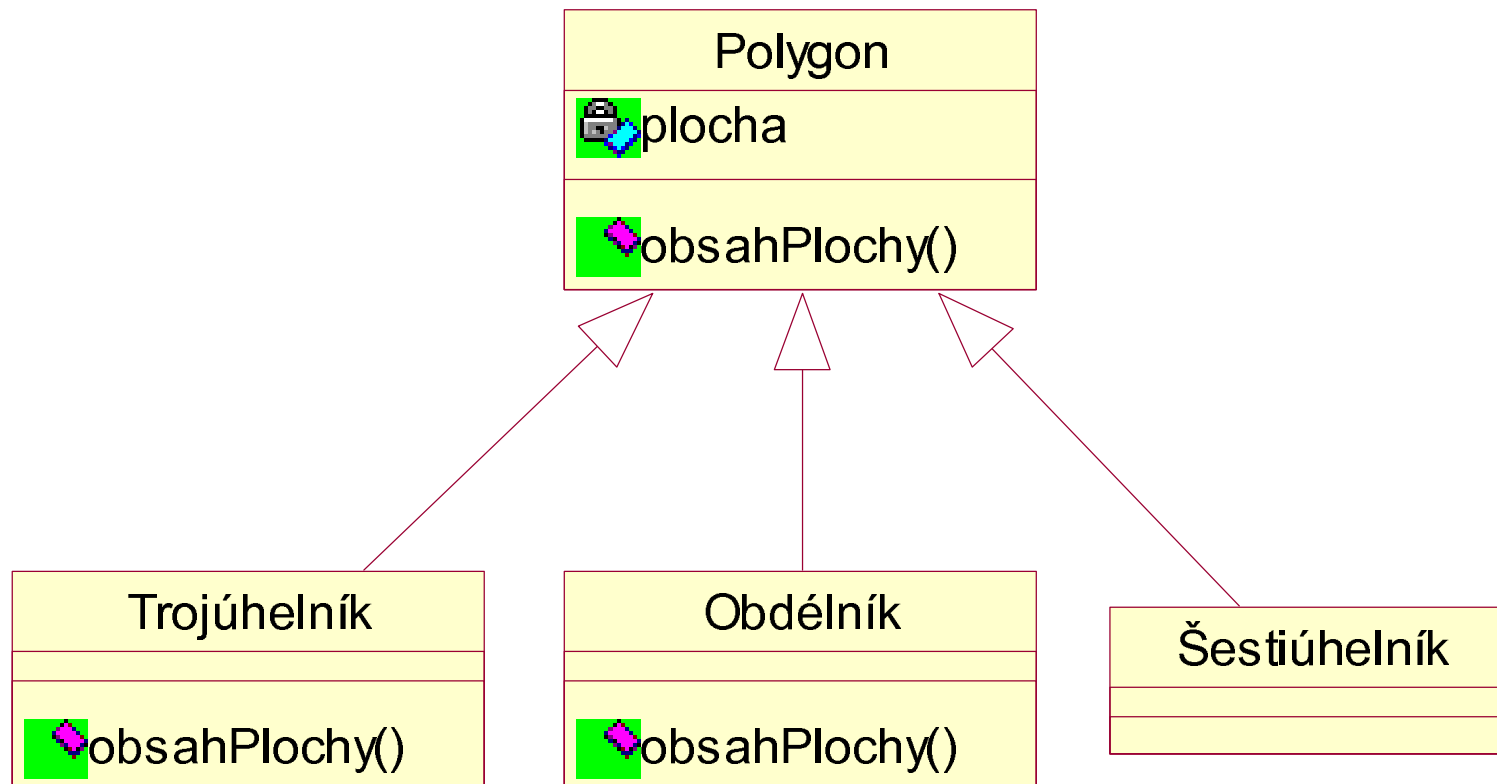 Polygon
plocha
obsahPlochy()
Trojúhelník
obsahPlochy()
Obdélník
obsahPlochy()
Šestiúhelník